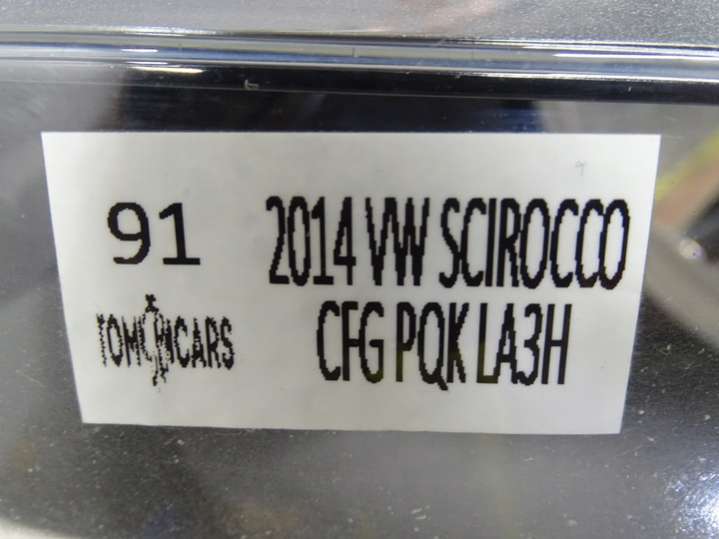 91
2014 VW SCIROCCO
CFG PQK LA3H